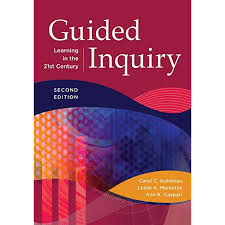 Guided
Learning in the
21st Century
Inquiry
SECOND
EDITION
Carol C. Kuhlthau
Leslie K. Maniotes
Ann K. Caspari